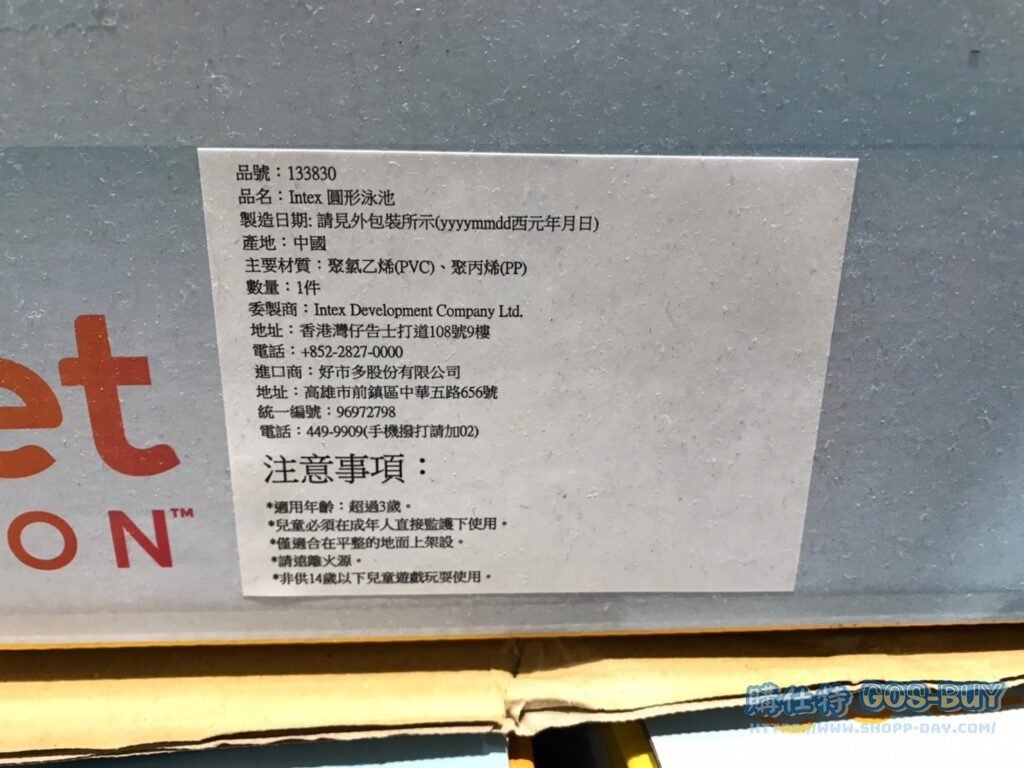 品號：133830
品名：Intex 圓形泳池
製造日期: 請見外包裝所示(yyyymmdd西元年月日)
產地：中國
主要材質：聚氯乙烯(PVC)、聚丙烯(PP)
數量：1件
委製商：Intex Development Company Ltd.
地址：香港灣仔告士打道108號9樓
電話：+852-2827-0000
進口商：好市多股份有限公司
地址：高雄市前鎮區中華五路656號
統一編號：96972798
電話：449-9909(手機撥打請加02)
注意事項：
*適用年齡：超過3歲。
*兒童必須在成年人直接監護下使用。
*僅適合在平整的地面上架設。
*請遠離火源。
*非供14歲以下兒童遊戲玩耍使用。
et
ON™
購仕特 GOS-BUY
HTTP://WWW.SHOPP-DAY.COM/